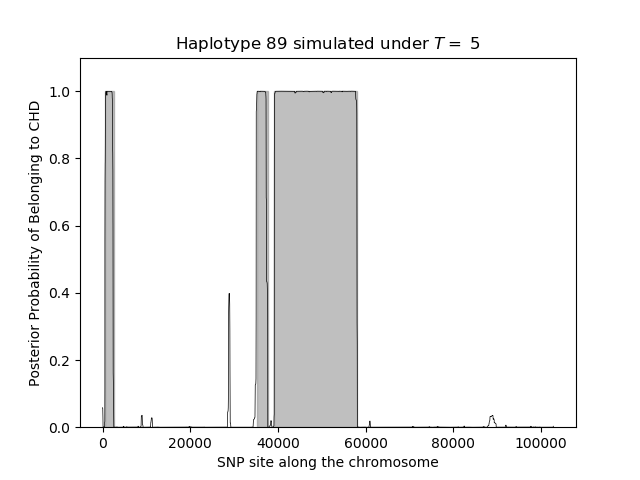 Haplotype 89 simulated under T = 5
Posterior Probability of Belonging to CHD
1.0
0.8
0.6
0.4
0.2
0.0
0 20000 40000 60000 80000 100000
SNP site along the chromosome